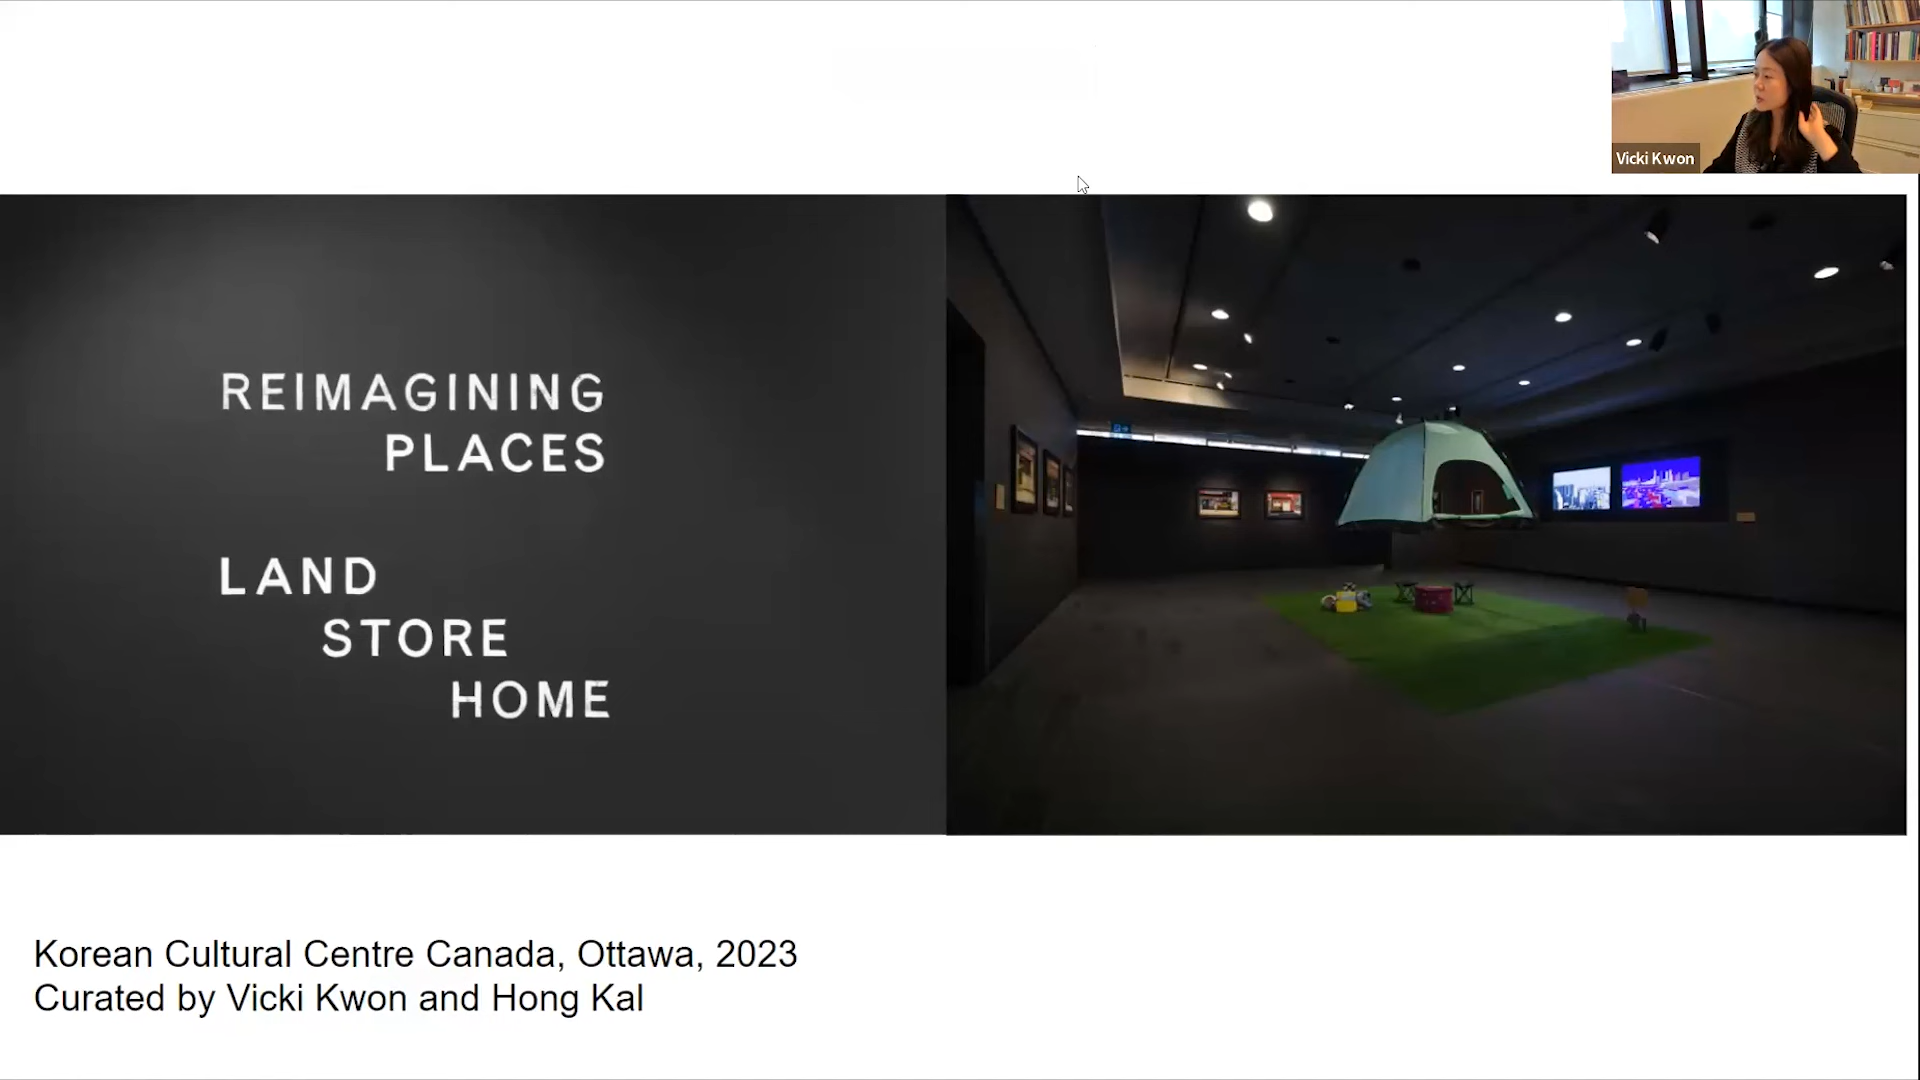 Vicki Kwon
REIMAGINING
PLACES
LAND
STORE
HOME
Korean Cultural Centre Canada, Ottawa, 2023
Curated by Vicki Kwon and Hong Kal